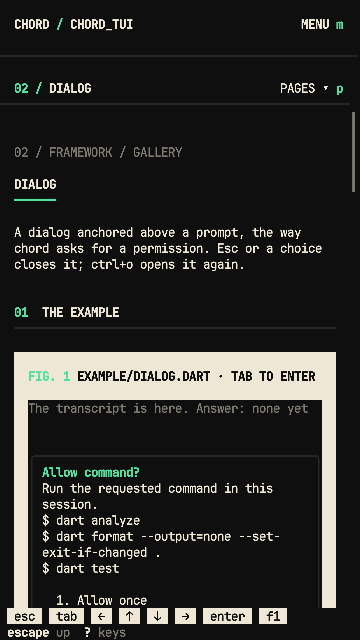 CHORD / CHORD_TUI MENU m
02 / DIALOG PAGES ▾ p
02 / FRAMEWORK / GALLERY
DIALOG
A dialog anchored above a prompt, the way
chord asks for a permission. Esc or a choice
closes it; ctrl+o opens it again.
01 THE EXAMPLE
FIG. 1 EXAMPLE/DIALOG.DART · TAB TO ENTER
The transcript is here. Answer: none yet
Allow command?
Run the requested command in this
session.
$ dart analyze
$ dart format --output=none --set-
exit-if-changed .
$ dart test
1. Allow once
esc tab ← ↑ ↓ → enter f1
escape up ? keys